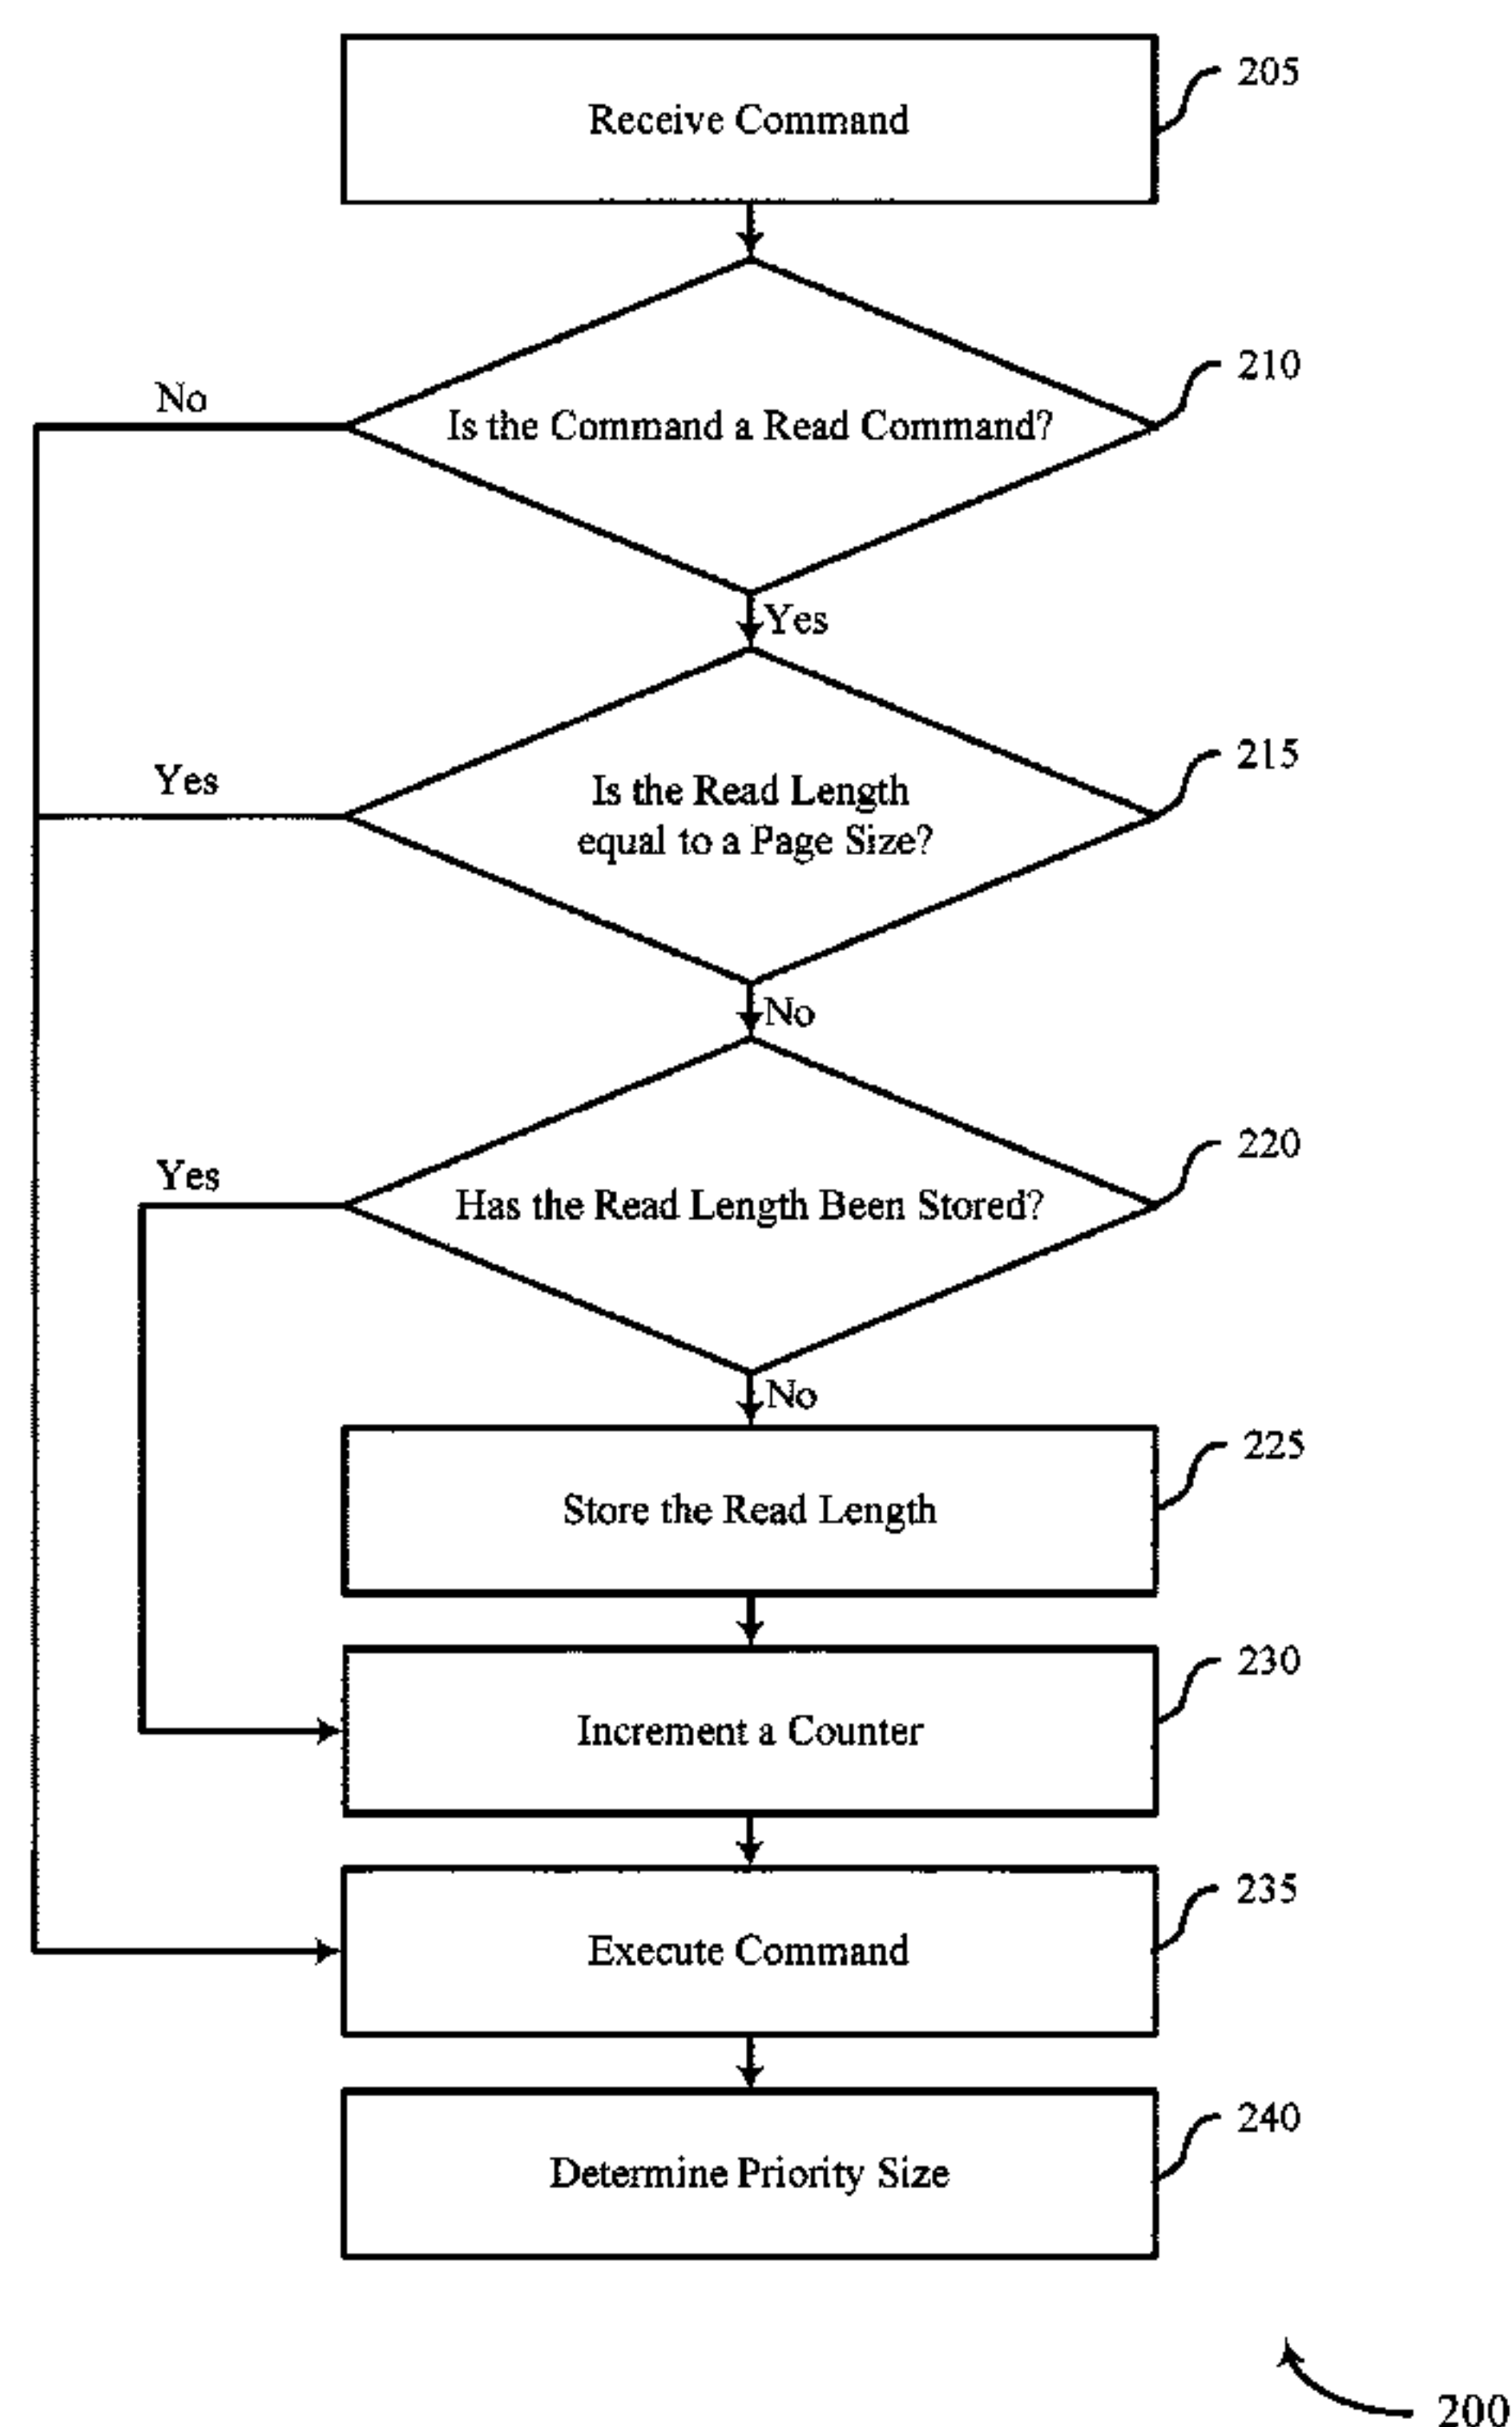 Receive Command
205
Is the Command a Read Command?
210
No
Yes
Is the Read Length
equal to a Page Size?
215
Yes
No
Has the Read Length Been Stored?
220
Yes
No
Store the Read Length
225
Increment a Counter
230
Execute Command
235
Determine Priority Size
240
200